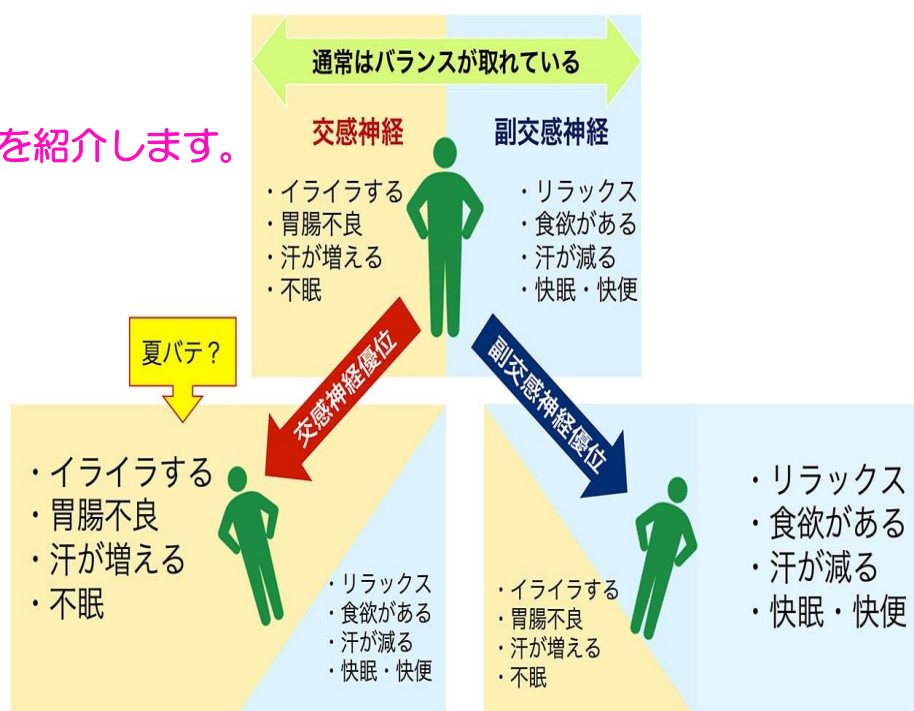 通常はバランスが取れている
を紹介します。
交感神経
・イライラする
・胃腸不良
・汗が増える
・不眠
副交感神経
・リラックス
・食欲がある
・汗が減る
・快眠・快便
夏バテ？
交感神経優位
副交感神経優位
・イライラする
・胃腸不良
・汗が増える
・不眠
・リラックス
・食欲がある
・汗が減る
・快眠・快便
・イライラする
・胃腸不良
・汗が増える
・不眠
・リラックス
・食欲がある
・汗が減る
・快眠・快便